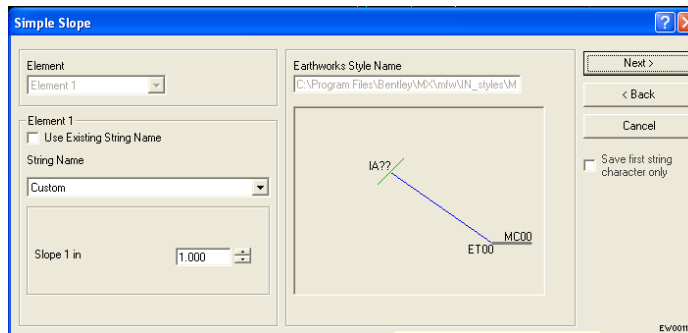 Simple Slope
Element
Element 1
Element 1
Use Existing String Name
String Name
Custom
Slope 1 in
1.000
Earthworks Style Name
C:\Program Files\Bentley\MX\mfw\IN_styles\M
IA??
MC00
ET00
Next >
< Back
Cancel
Save first string
character only
EW0011